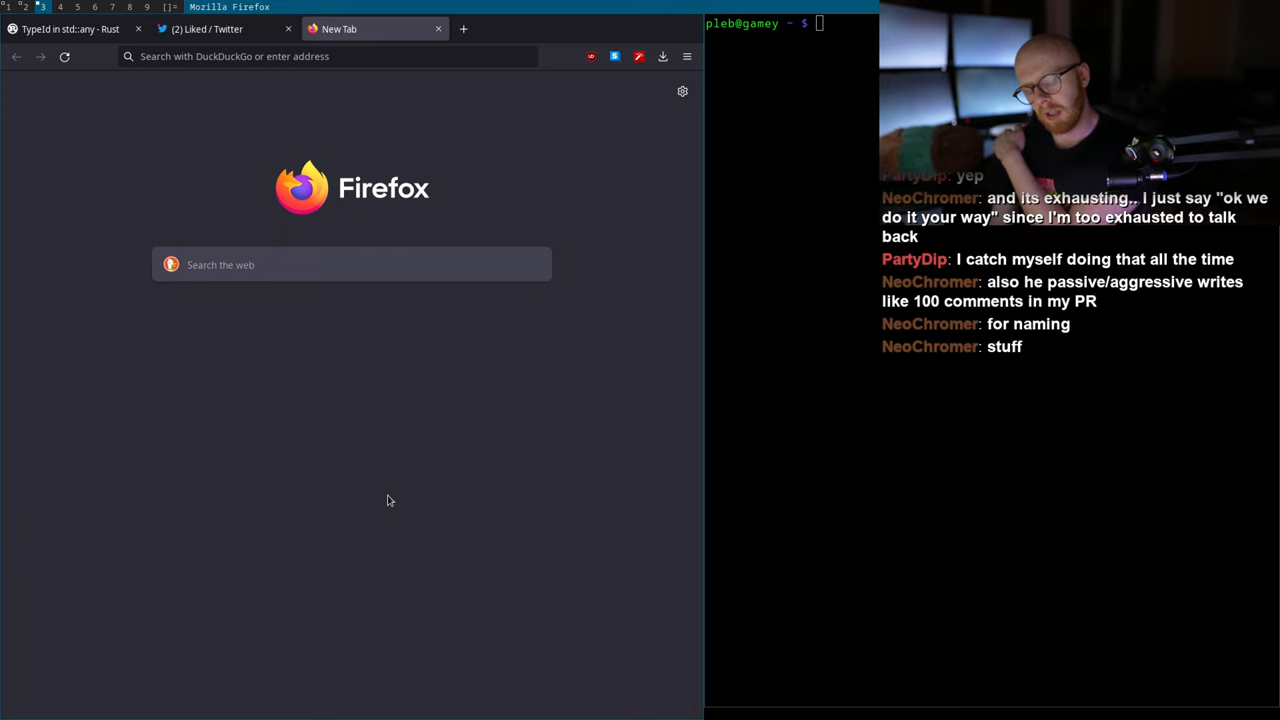 1 2 3 4 5 6 7 8 9 []= Mozilla Firefox
TypeId in std::any - Rust
(2) Liked / Twitter
New Tab
Search with DuckDuckGo or enter address
Firefox
Search the web
pleb@gamey ~ $
PartyDip: yep
NeoChromer: and its exhausting.. I just say "ok we
do it your way" since I'm too exhausted to talk
back
PartyDip: I catch myself doing that all the time
NeoChromer: also he passive/aggressive writes
like 100 comments in my PR
NeoChromer: for naming
NeoChromer: stuff